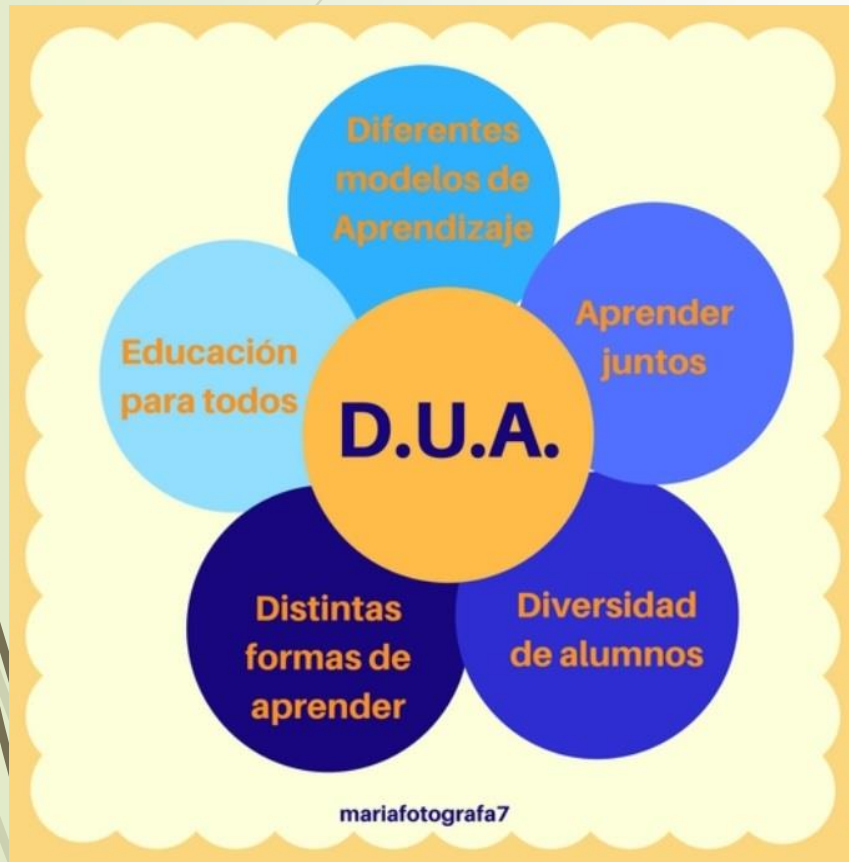 Diferentes
modelos de
Aprendizaje
Aprender
juntos
Educación
para todos
D.U.A.
Distintas
formas de
aprender
Diversidad
de alumnos
mariafotografa7